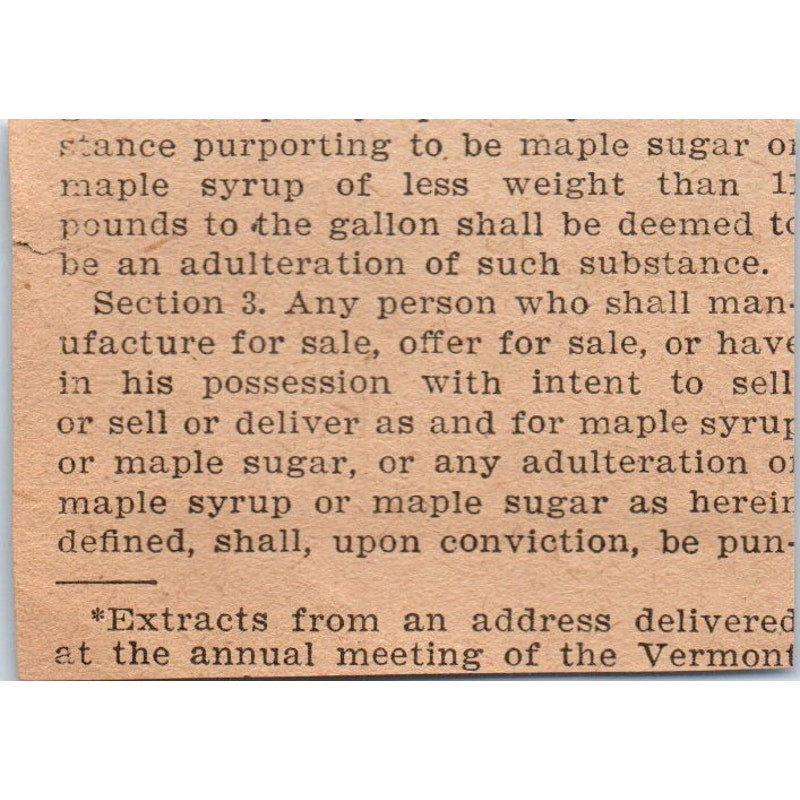 stance purporting to be maple sugar or
maple syrup of less weight than 11
pounds to the gallon shall be deemed to
be an adulteration of such substance.
Section 3. Any person who shall man-
ufacture for sale, offer for sale, or have
in his possession with intent to sell
or sell or deliver as and for maple syrup
or maple sugar, or any adulteration of
maple syrup or maple sugar as herein
defined, shall, upon conviction, be pun-
*Extracts from an address delivered
at the annual meeting of the Vermont